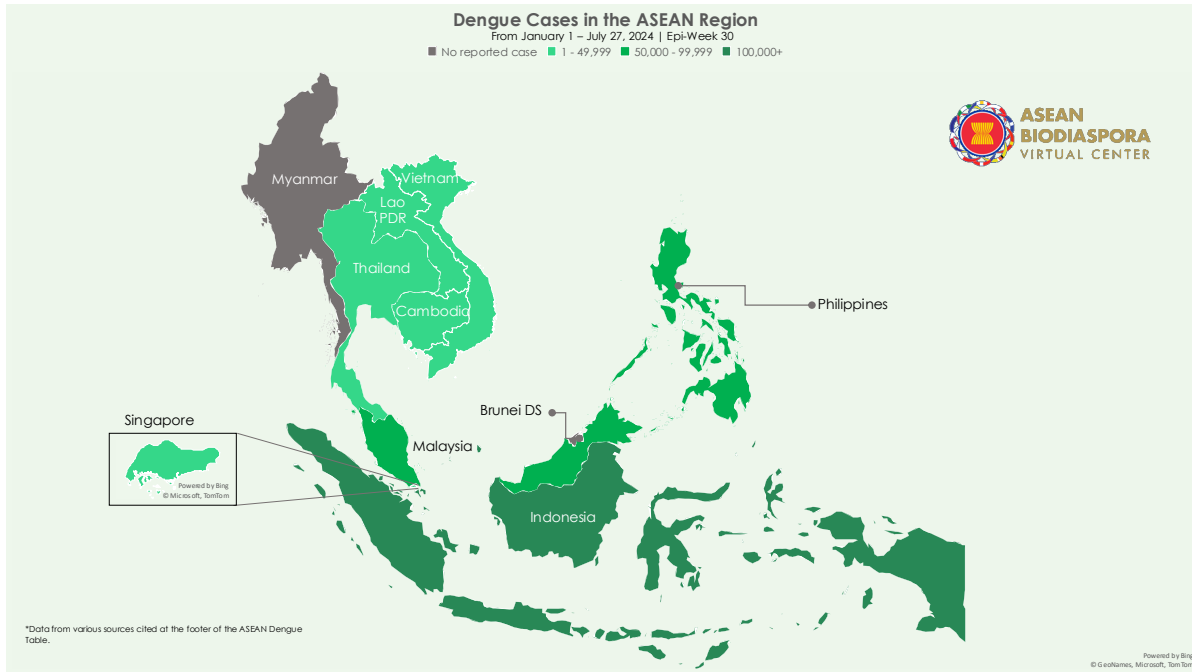 Dengue Cases in the ASEAN Region
From January 1 – July 27, 2024 | Epi-Week 30
No reported case 1 - 49,999 50,000 - 99,999 100,000+
ASEAN
BIODIASPORA
VIRTUAL CENTER
Myanmar
Vietnam
Lao
PDR
Thailand
Cambodia
Philippines
Brunei DS
Singapore
Malaysia
Powered by Bing
© Microsoft, TomTom
Indonesia
*Data from various sources cited at the footer of the ASEAN Dengue
Table.
Powered by Bing
© GeoNames, Microsoft, TomTom